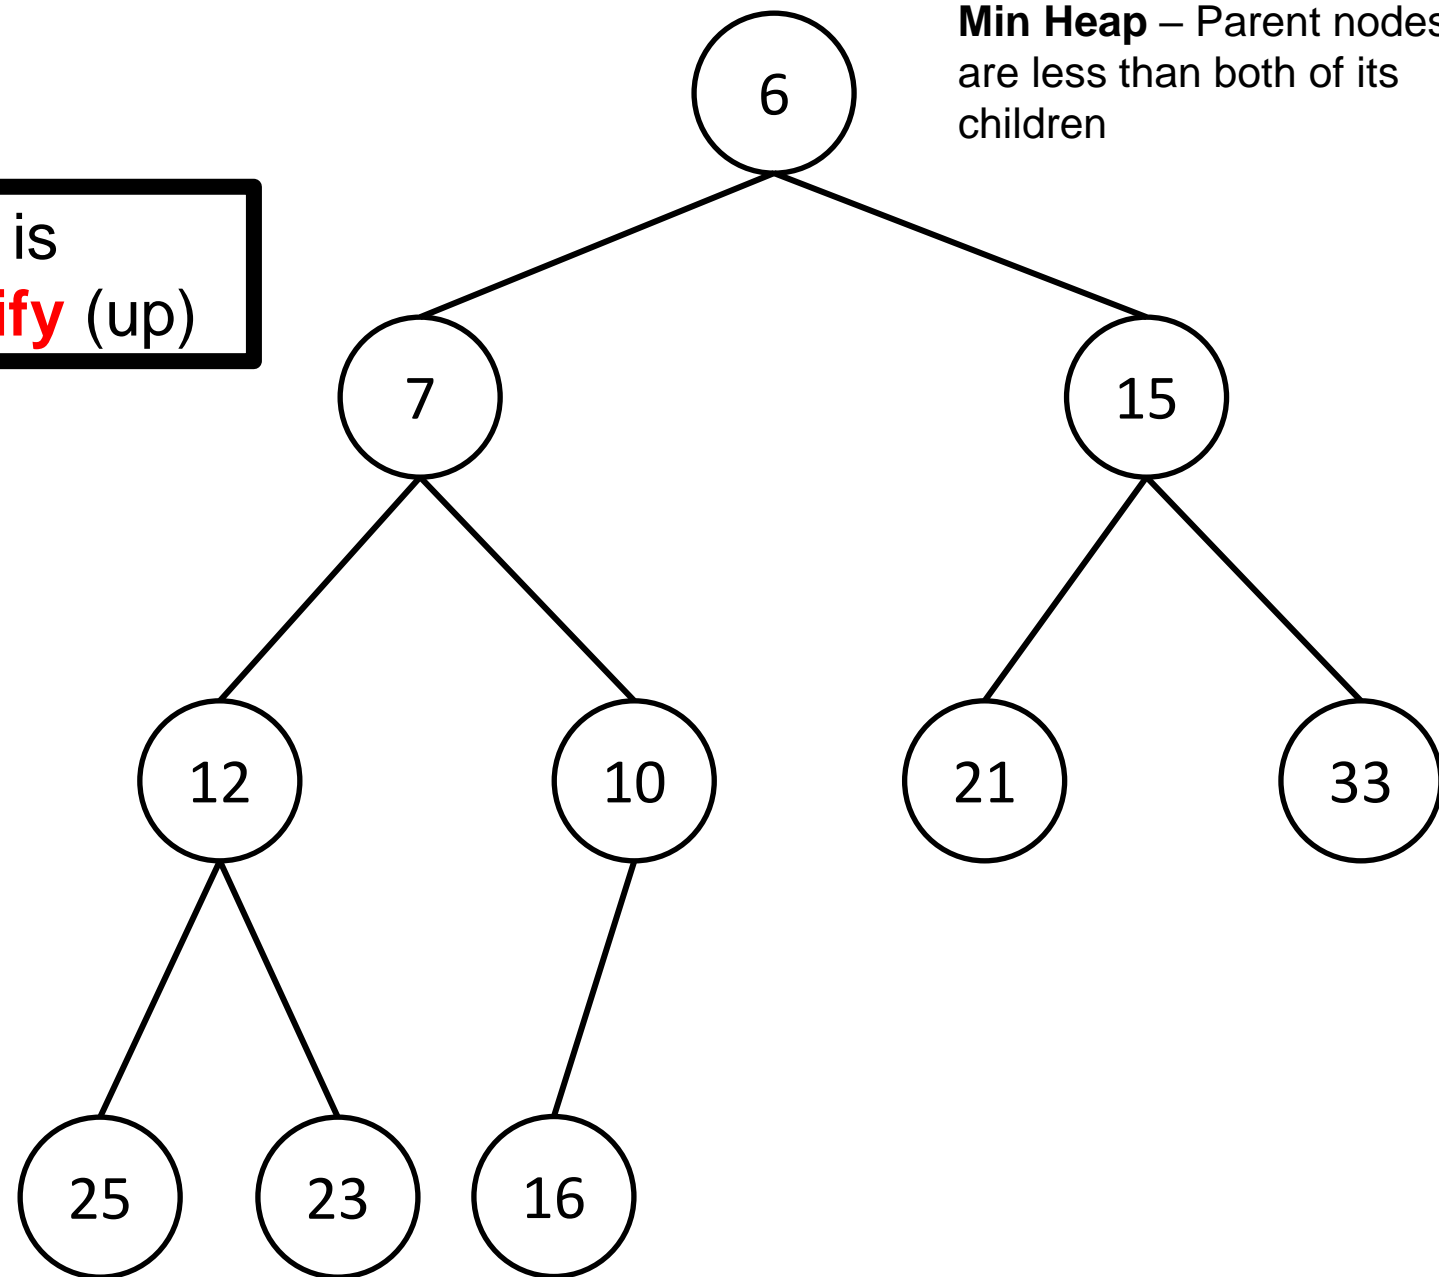 Min Heap – Parent nodes
are less than both of its
children
is
ify (up)
6
7
15
12
10
21
33
25
23
16